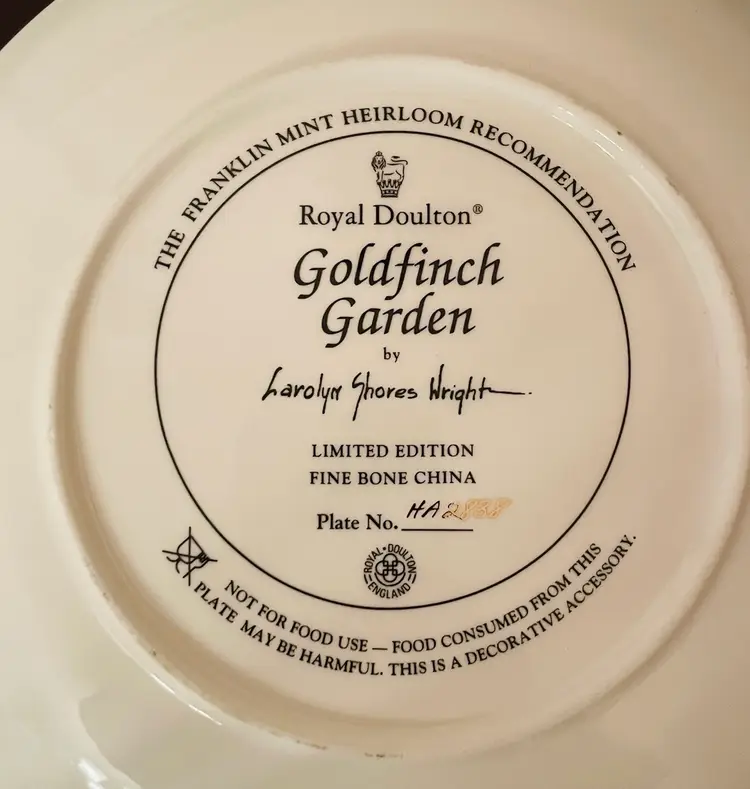 THE FRANKLIN MINT HEIRLOOM RECOMMENDATION
Royal Doulton®
Goldfinch
Garden
by
Carolyn Shores Wright
LIMITED EDITION
FINE BONE CHINA
Plate No. HA2838
ROYAL·DOULTON
ENGLAND
NOT FOR FOOD USE — FOOD CONSUMED FROM THIS
PLATE MAY BE HARMFUL. THIS IS A DECORATIVE ACCESSORY.